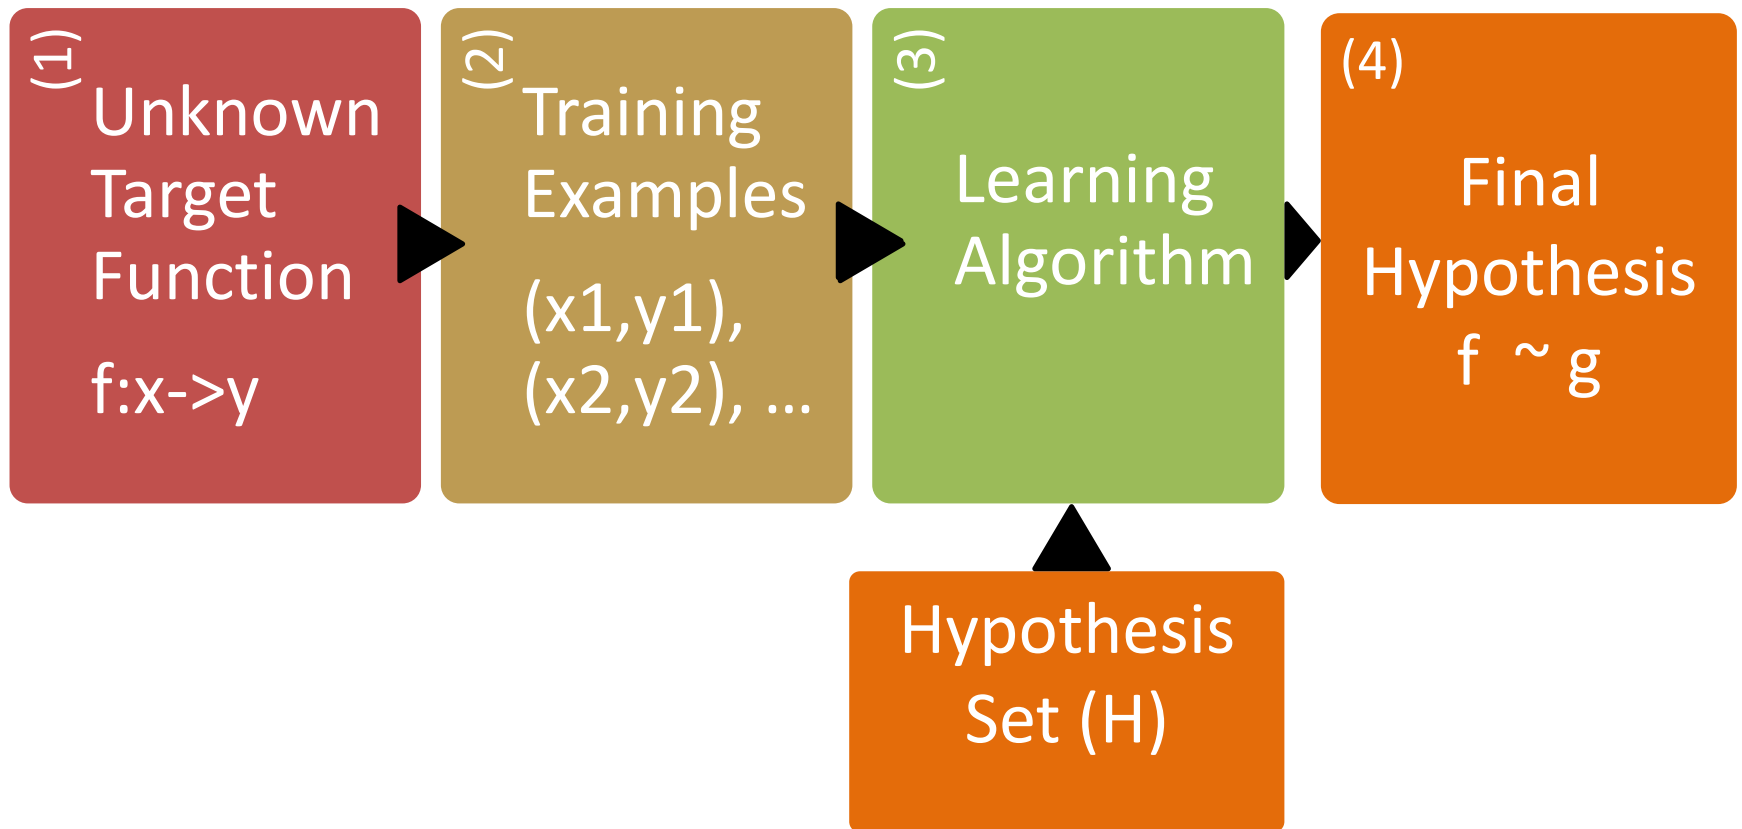 (1)
Unknown
Target
Function
f:x->y
(2)
Training
Examples
(x1,y1),
(x2,y2), ...
(3)
Learning
Algorithm
(4)
Final
Hypothesis
f ~ g
Hypothesis
Set (H)